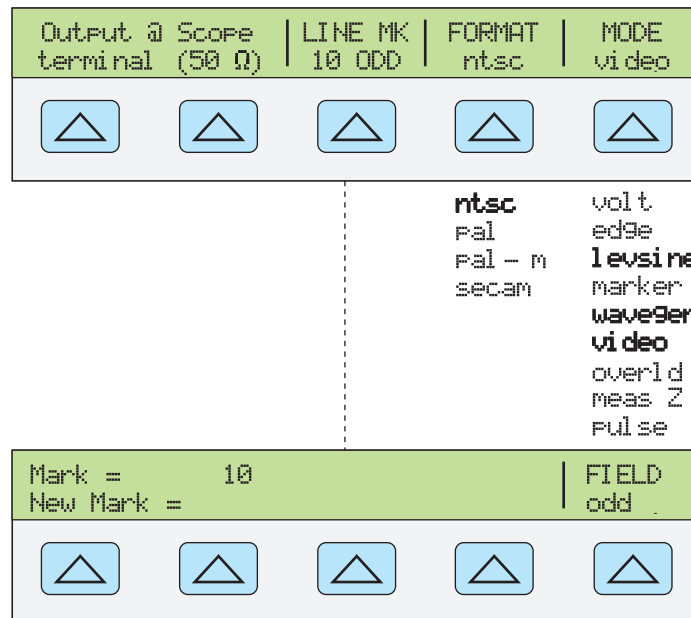 Output @ Scope
terminal (50 Ω)
LINE MK
10 ODD
FORMAT
ntsc
MODE
video
ntsc
pal
pal - m
secam
volt
edge
levsine
marker
wavegen
video
overld
meas Z
pulse
Mark = 10
New Mark =
FIELD
odd